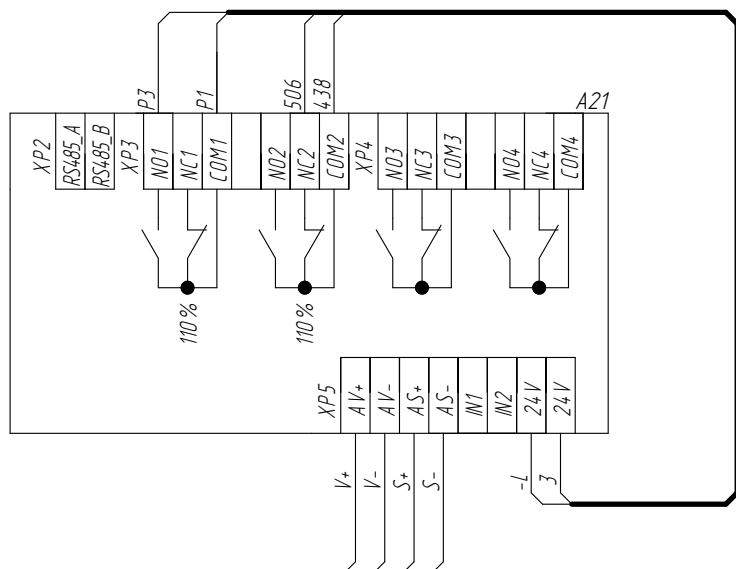 P3
P1
506
438
A21
XP2
RS485_A
RS485_B
XP3
NO1
NC1
COM1
NO2
NC2
COM2
XP4
NO3
NC3
COM3
NO4
NC4
COM4
110%
110%
XP5
AV+
AV-
AS+
AS-
IN1
IN2
24V
24V
V+
V-
S+
S-
-L
3